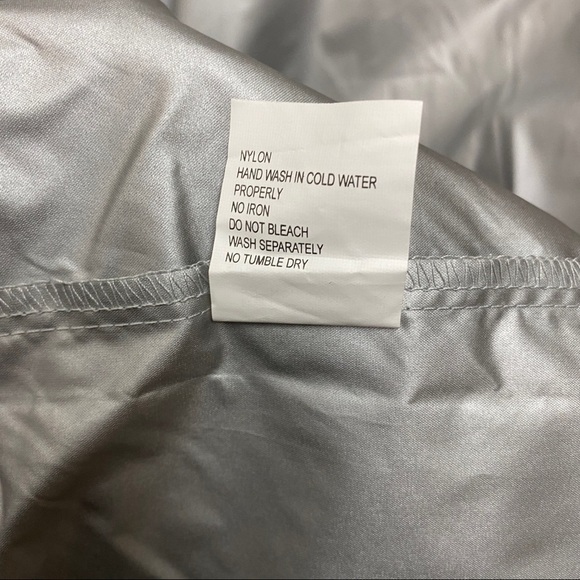 NYLON
HAND WASH IN COLD WATER
PROPERLY
NO IRON
DO NOT BLEACH
WASH SEPARATELY
NO TUMBLE DRY